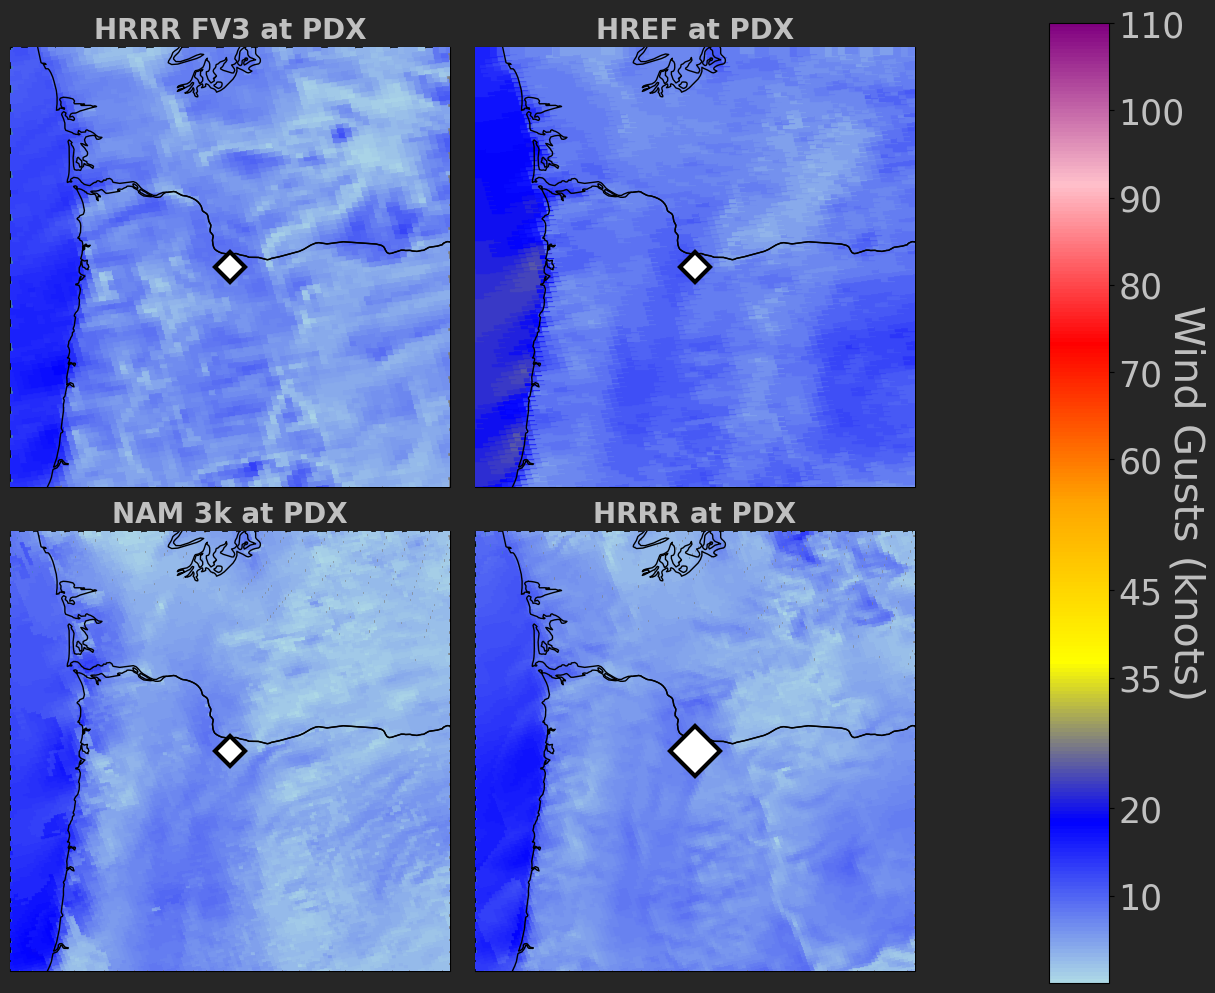 HRRR FV3 at PDX
HREF at PDX
NAM 3k at PDX
HRRR at PDX
110
100
90
80
70
60
45
35
20
10
Wind Gusts (knots)